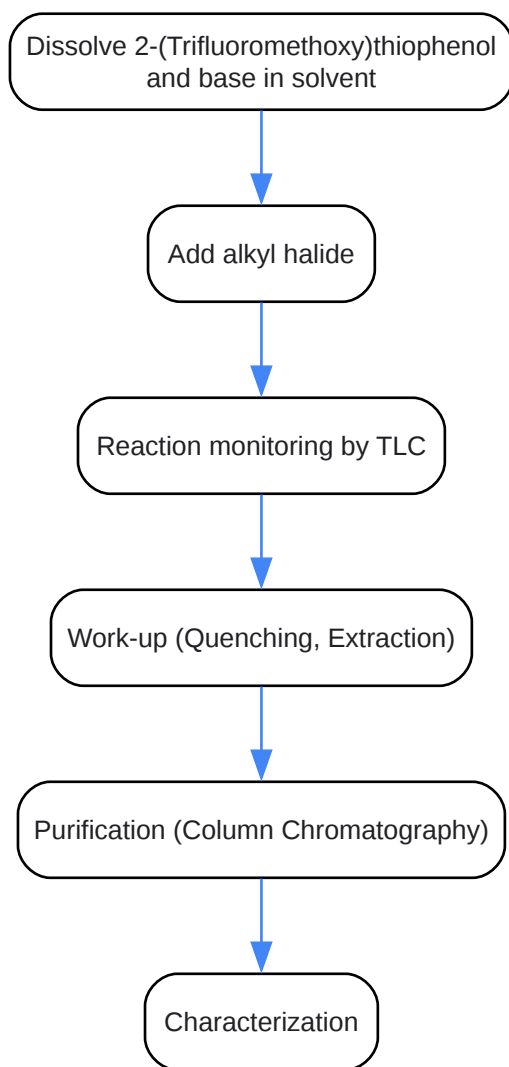 Dissolve 2-(Trifluoromethoxy)thiophenol
and base in solvent
Add alkyl halide
Reaction monitoring by TLC
Work-up (Quenching, Extraction)
Purification (Column Chromatography)
Characterization